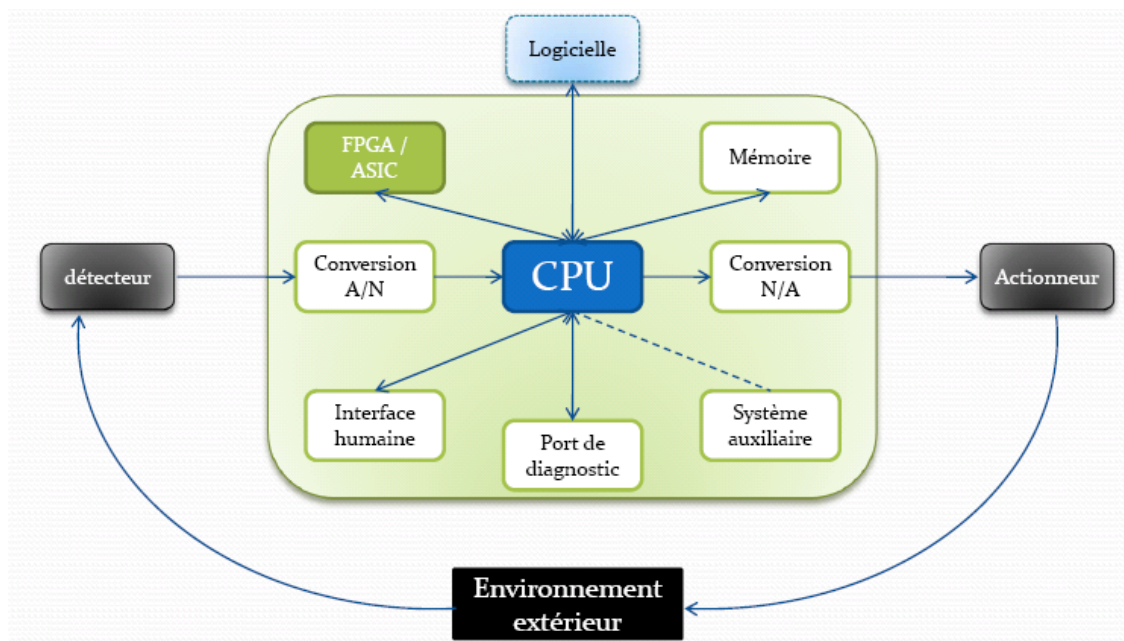 Logicielle
FPGA /
ASIC
Mémoire
détecteur
Conversion
A/N
CPU
Conversion
N/A
Actionneur
Interface
humaine
Port de
diagnostic
Système
auxiliaire
Environnement
extérieur